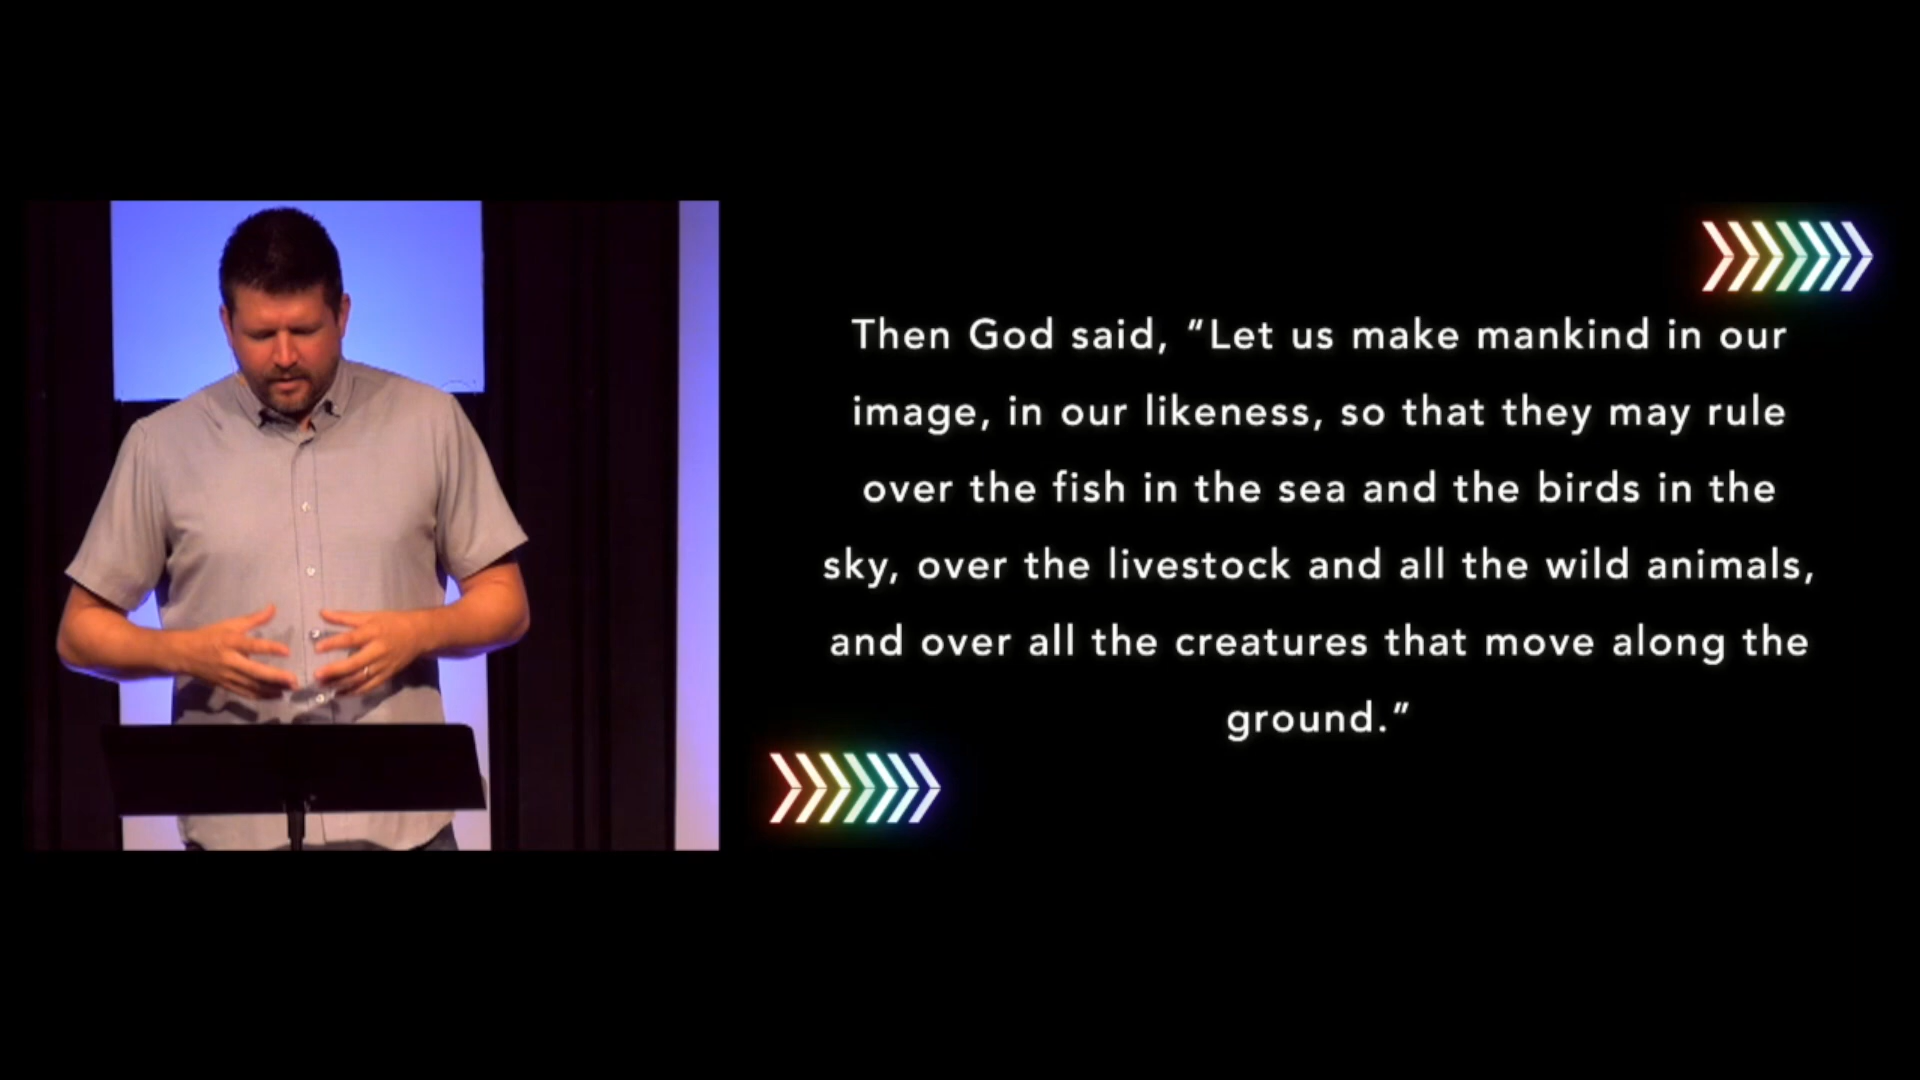 Then God said, “Let us make mankind in our
image, in our likeness, so that they may rule
over the fish in the sea and the birds in the
sky, over the livestock and all the wild animals,
and over all the creatures that move along the
ground.”